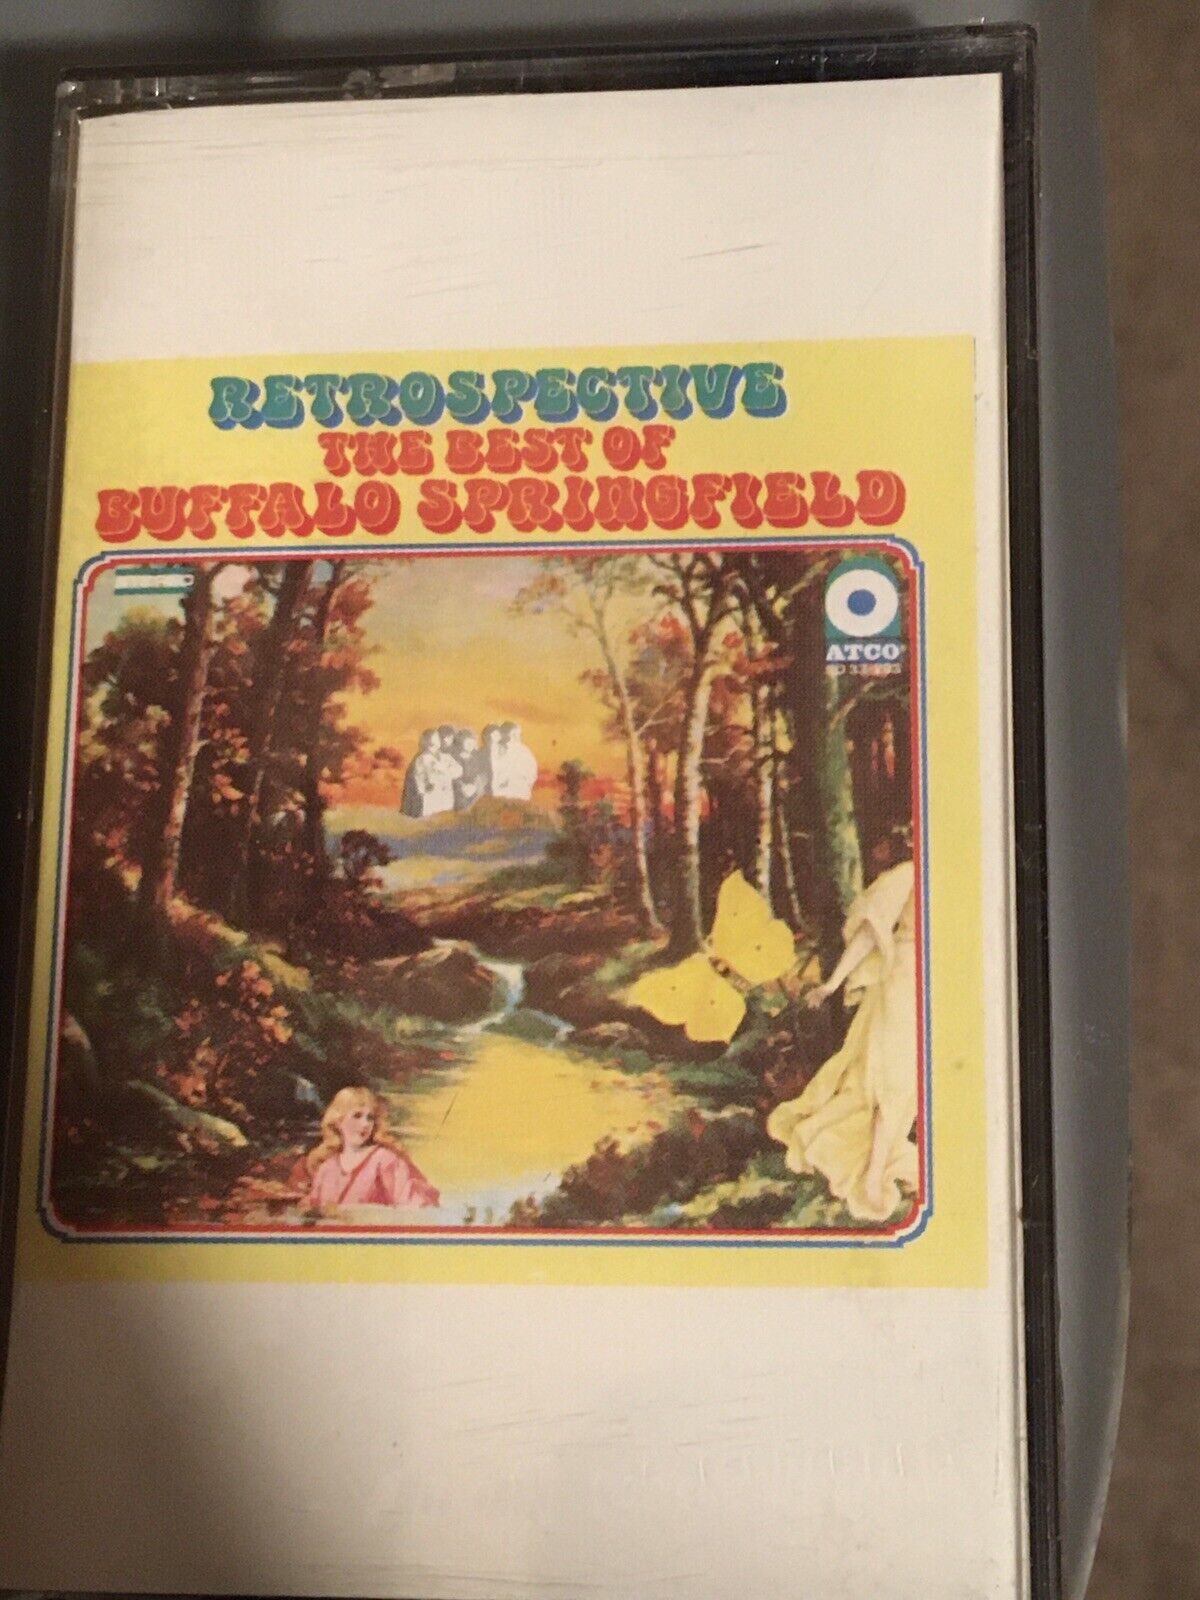 RETROSPECTIVE
THE BEST OF
BUFFALO SPRINGFIELD
ATCO